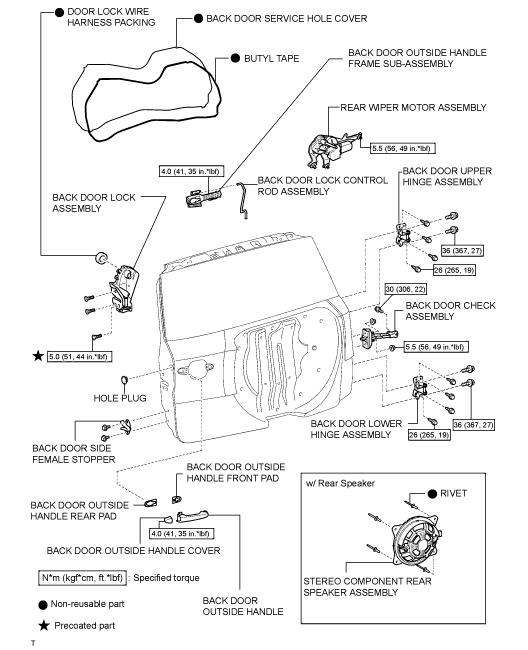 DOOR LOCK WIRE
HARNESS PACKING
BACK DOOR SERVICE HOLE COVER
BUTYL TAPE
BACK DOOR OUTSIDE HANDLE
FRAME SUB-ASSEMBLY
REAR WIPER MOTOR ASSEMBLY
5.5 (56, 49 in.*lbf)
4.0 (41, 35 in.*lbf)
BACK DOOR LOCK CONTROL
ROD ASSEMBLY
BACK DOOR UPPER
HINGE ASSEMBLY
BACK DOOR LOCK
ASSEMBLY
36 (367, 27)
26 (265, 19)
30 (306, 22)
BACK DOOR CHECK
ASSEMBLY
5.0 (51, 44 in.*lbf)
5.5 (56, 49 in.*lbf)
HOLE PLUG
BACK DOOR LOWER
HINGE ASSEMBLY
36 (367, 27)
26 (265, 19)
BACK DOOR SIDE
FEMALE STOPPER
BACK DOOR OUTSIDE
HANDLE FRONT PAD
BACK DOOR OUTSIDE
HANDLE REAR PAD
4.0 (41, 35 in.*lbf)
BACK DOOR OUTSIDE HANDLE COVER
w/ Rear Speaker
RIVET
STEREO COMPONENT REAR
SPEAKER ASSEMBLY
N*m (kgf*cm, ft.*lbf) : Specified torque
BACK DOOR
OUTSIDE HANDLE
Non-reusable part
Precoated part
T